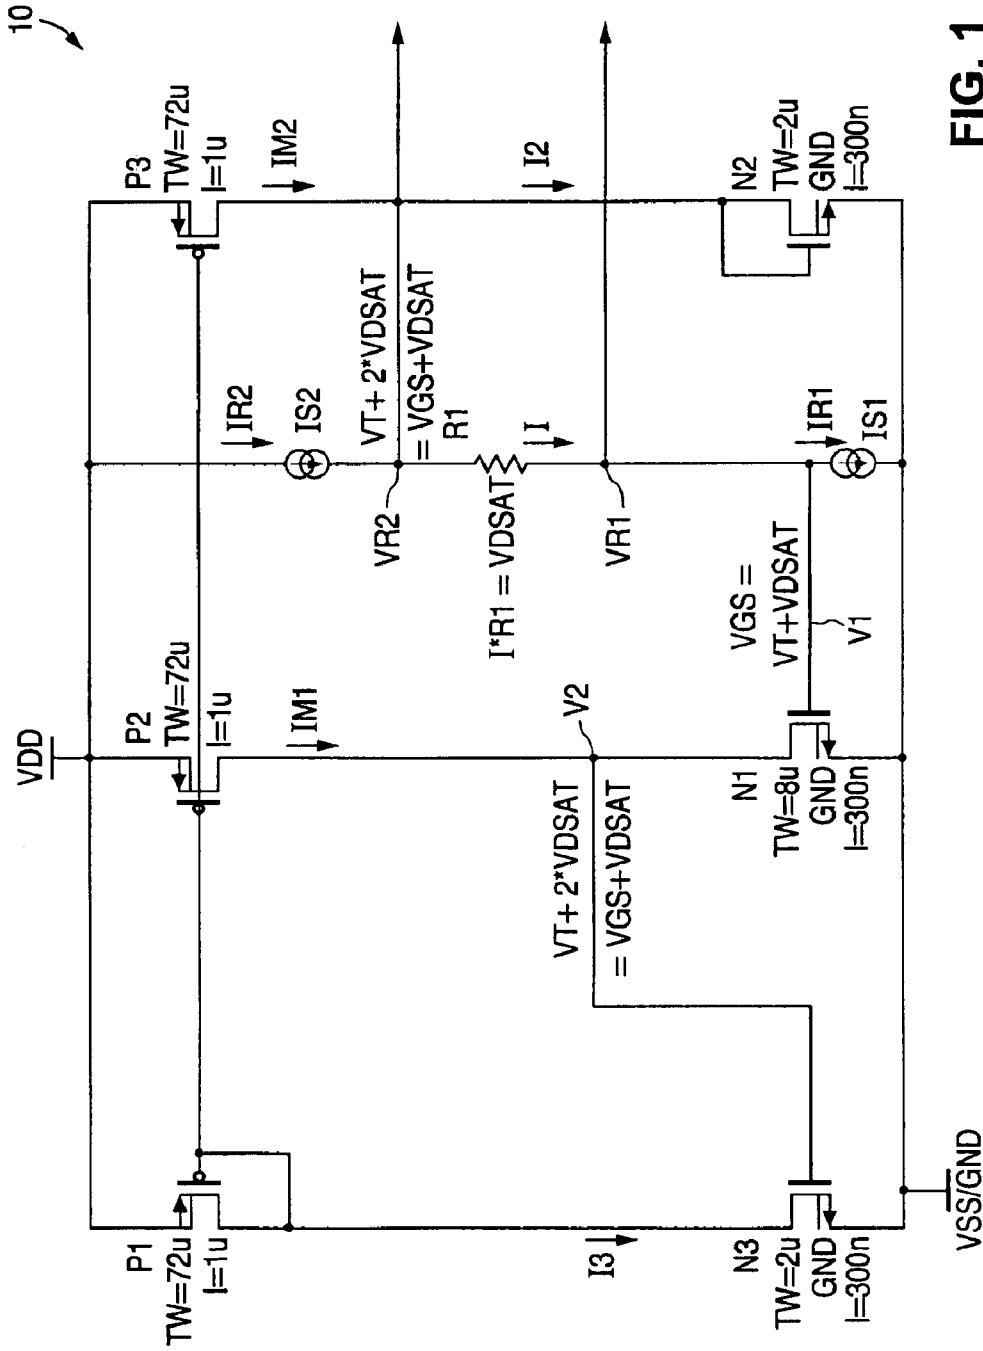 10
VDD
P1
TW=72u
l=1u
P2
TW=72u
l=1u
P3
TW=72u
l=1u
IM1
IR2
IS2
IM2
VT+ 2*VDSAT
= VGS+VDSAT
VR2
R1
I*R1 = VDSAT
I
I2
V2
VT+ 2*VDSAT
= VGS+VDSAT
VR1
I3
VGS =
VT+VDSAT
V1
N3
TW=2u
GND
l=300n
N1
TW=8u
GND
l=300n
IR1
IS1
N2
TW=2u
GND
l=300n
VSS/GND
FIG. 1